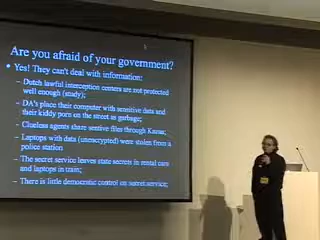 Are you afraid of your government?
• Yes! They can't deal with information:
– Dutch lawful interception centers are not protected
well enough (study);
– DA's place their computer with sensitive data and
their kiddy porn on the street as garbage;
– Clueless agents share sentive files through Kazaa;
– Laptops with data (unencrypted) were stolen from a
police station
– The secret service leaves state secrets in rental cars
and laptops in train;
– There is little democratic control on secret service;